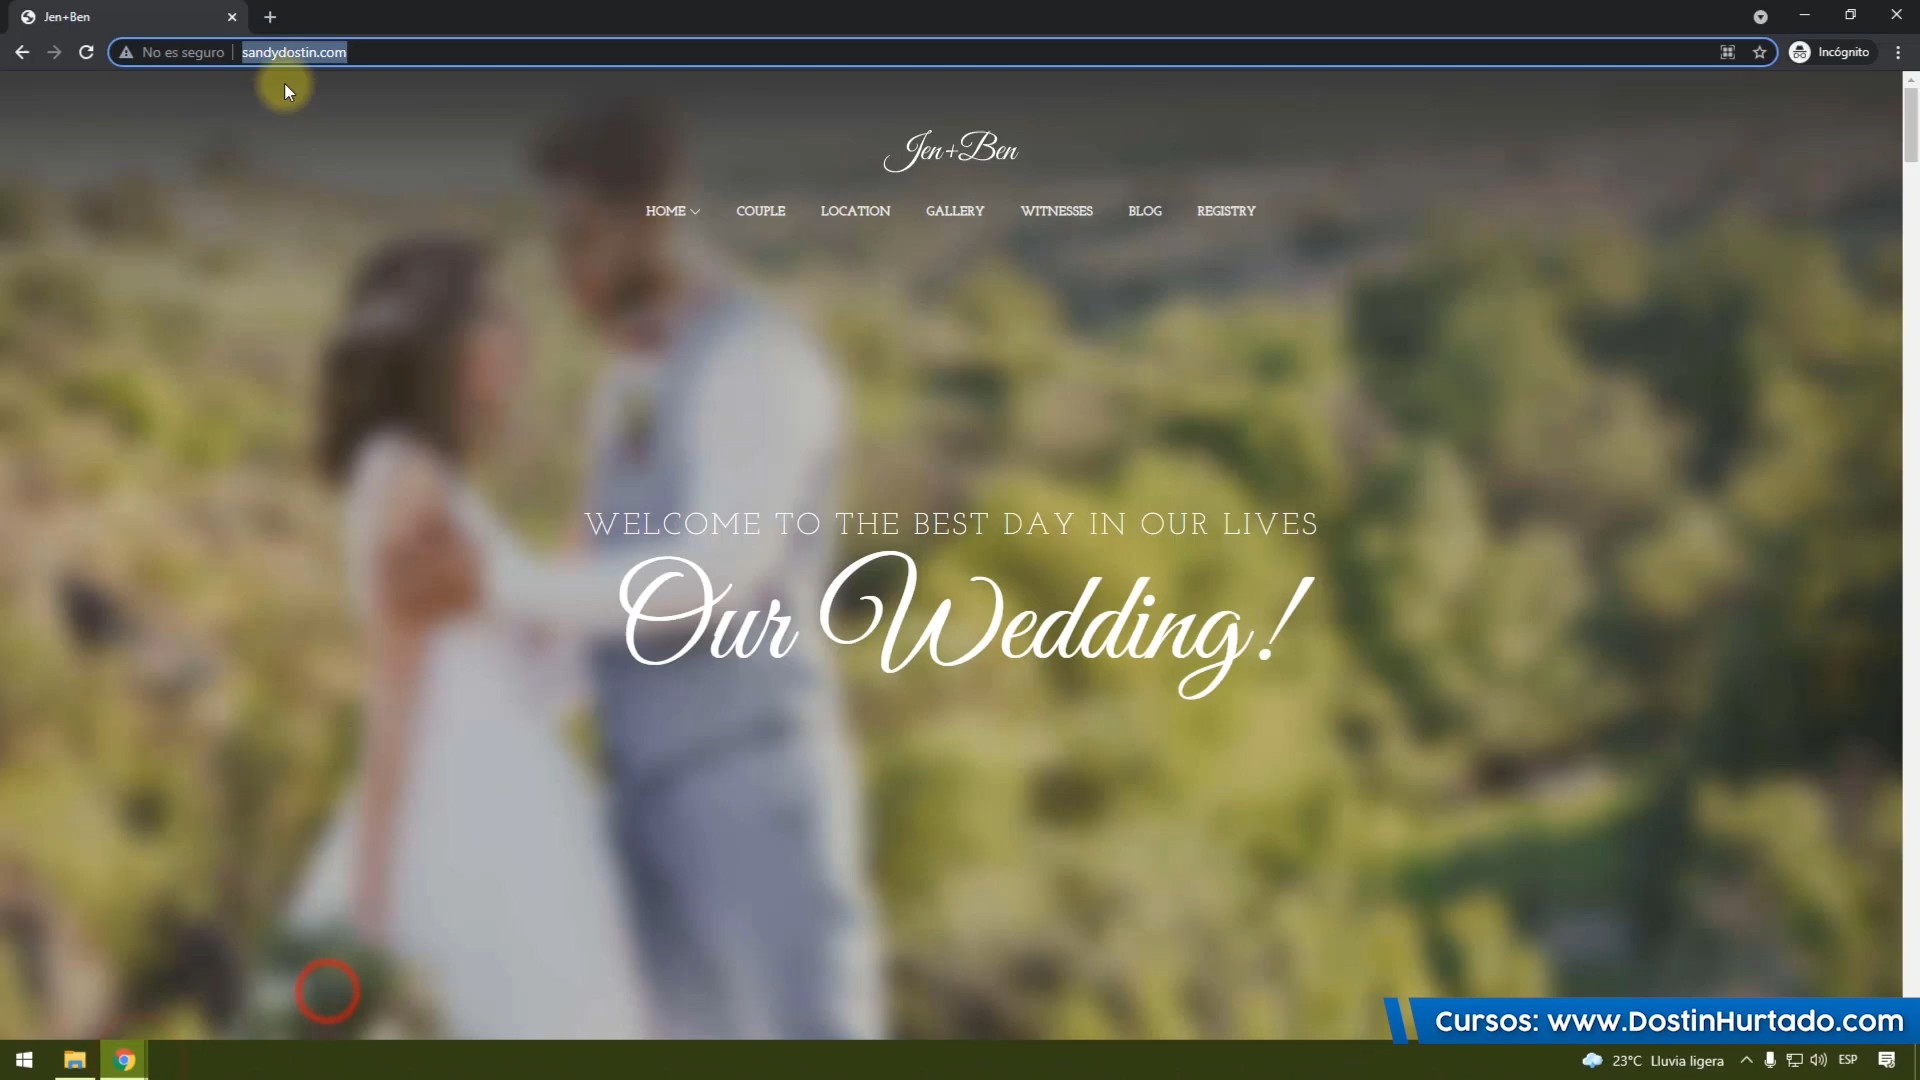 Jen+Ben
No es seguro
sandydostin.com
Incógnito
Jen+Ben
HOME
COUPLE
LOCATION
GALLERY
WITNESSES
BLOG
REGISTRY
WELCOME TO THE BEST DAY IN OUR LIVES
Our Wedding!
Cursos: www.DostinHurtado.com
23°C Lluvia ligera
ESP